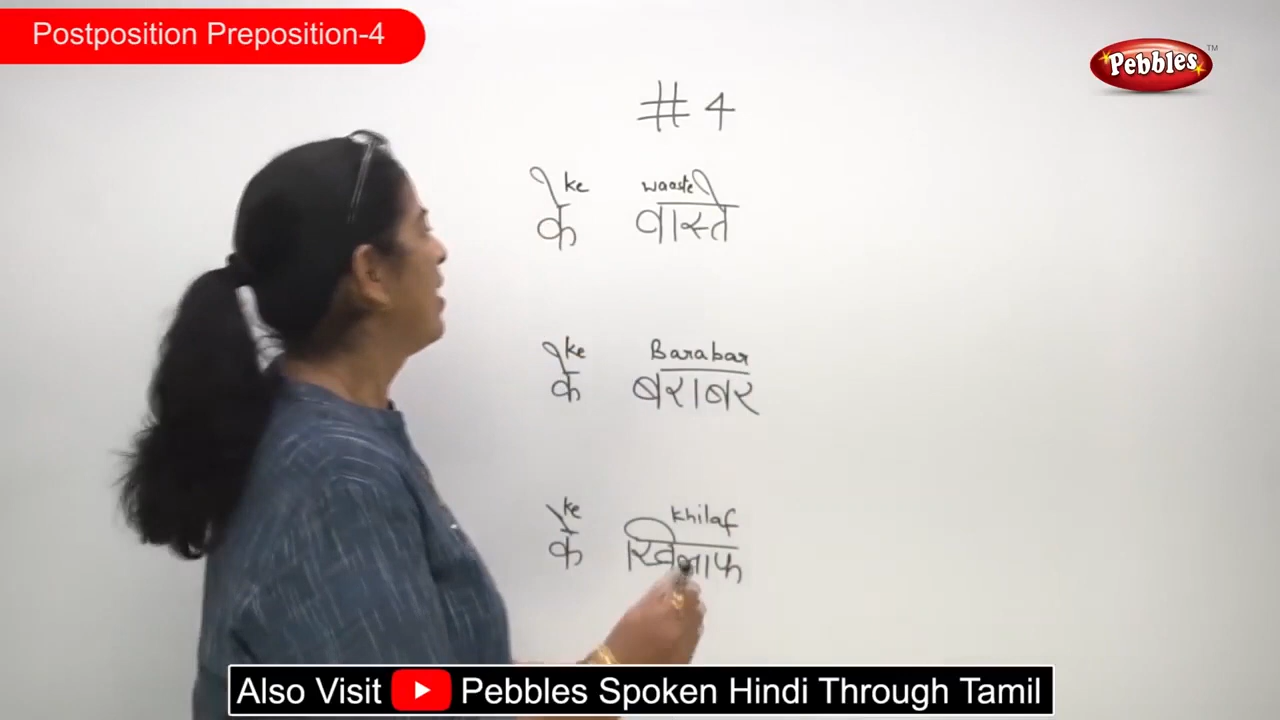 Postposition Preposition-4
Pebbles TM
#4
ke waaste
के वास्ते
ke Barabar
के बराबर
ke Khilaf
के खिलाफ
Also Visit Pebbles Spoken Hindi Through Tamil